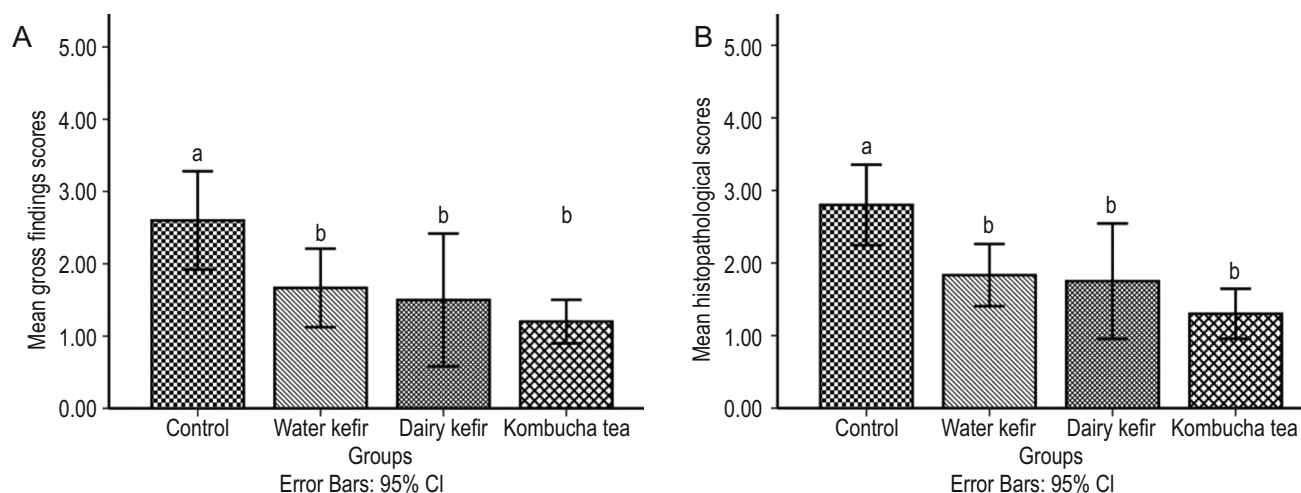 A
Mean gross findings scores
5.00
4.00
3.00
2.00
1.00
0.00
a
b
b
b
Control Water kefir Dairy kefir Kombucha tea
Groups
Error Bars: 95% CI
B
Mean histopathological scores
5.00
4.00
3.00
2.00
1.00
0.00
a
b
b
b
Control Water kefir Dairy kefir Kombucha tea
Groups
Error Bars: 95% CI